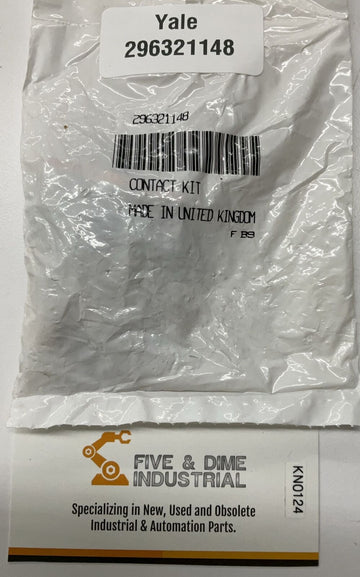 Yale
296321148
296321148
CONTACT KIT
MADE IN UNITED KINGDOM
F B9
FIVE & DIME
INDUSTRIAL
Specializing in New, Used and Obsolete
Industrial & Automation Parts.
KN0124